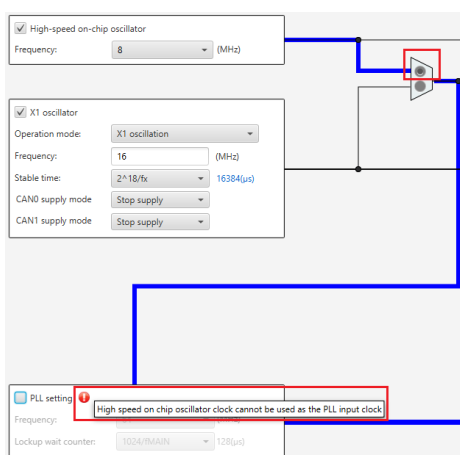 High-speed on-chip oscillator
Frequency: 8 (MHz)
X1 oscillator
Operation mode: X1 oscillation
Frequency: 16 (MHz)
Stable time: 2^18/fx 16384(μs)
CAN0 supply mode Stop supply
CAN1 supply mode Stop supply
PLL setting
High speed on chip oscillator clock cannot be used as the PLL input clock
Frequency:
Lockup wait counter: 1024/fMAIN 128(μs)